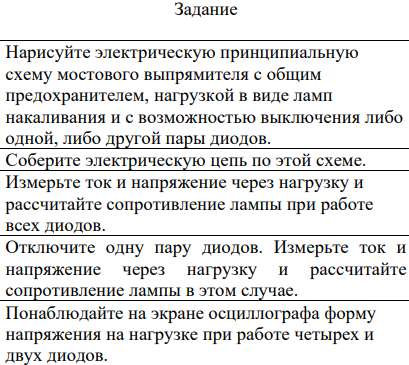 Задание
Нарисуйте электрическую принципиальную
схему мостового выпрямителя с общим
предохранителем, нагрузкой в виде ламп
накаливания и с возможностью выключения либо
одной, либо другой пары диодов.
Соберите электрическую цепь по этой схеме.
Измерьте ток и напряжение через нагрузку и
рассчитайте сопротивление лампы при работе
всех диодов.
Отключите одну пару диодов. Измерьте ток и
напряжение через нагрузку и рассчитайте
сопротивление лампы в этом случае.
Понаблюдайте на экране осциллографа форму
напряжения на нагрузке при работе четырех и
двух диодов.